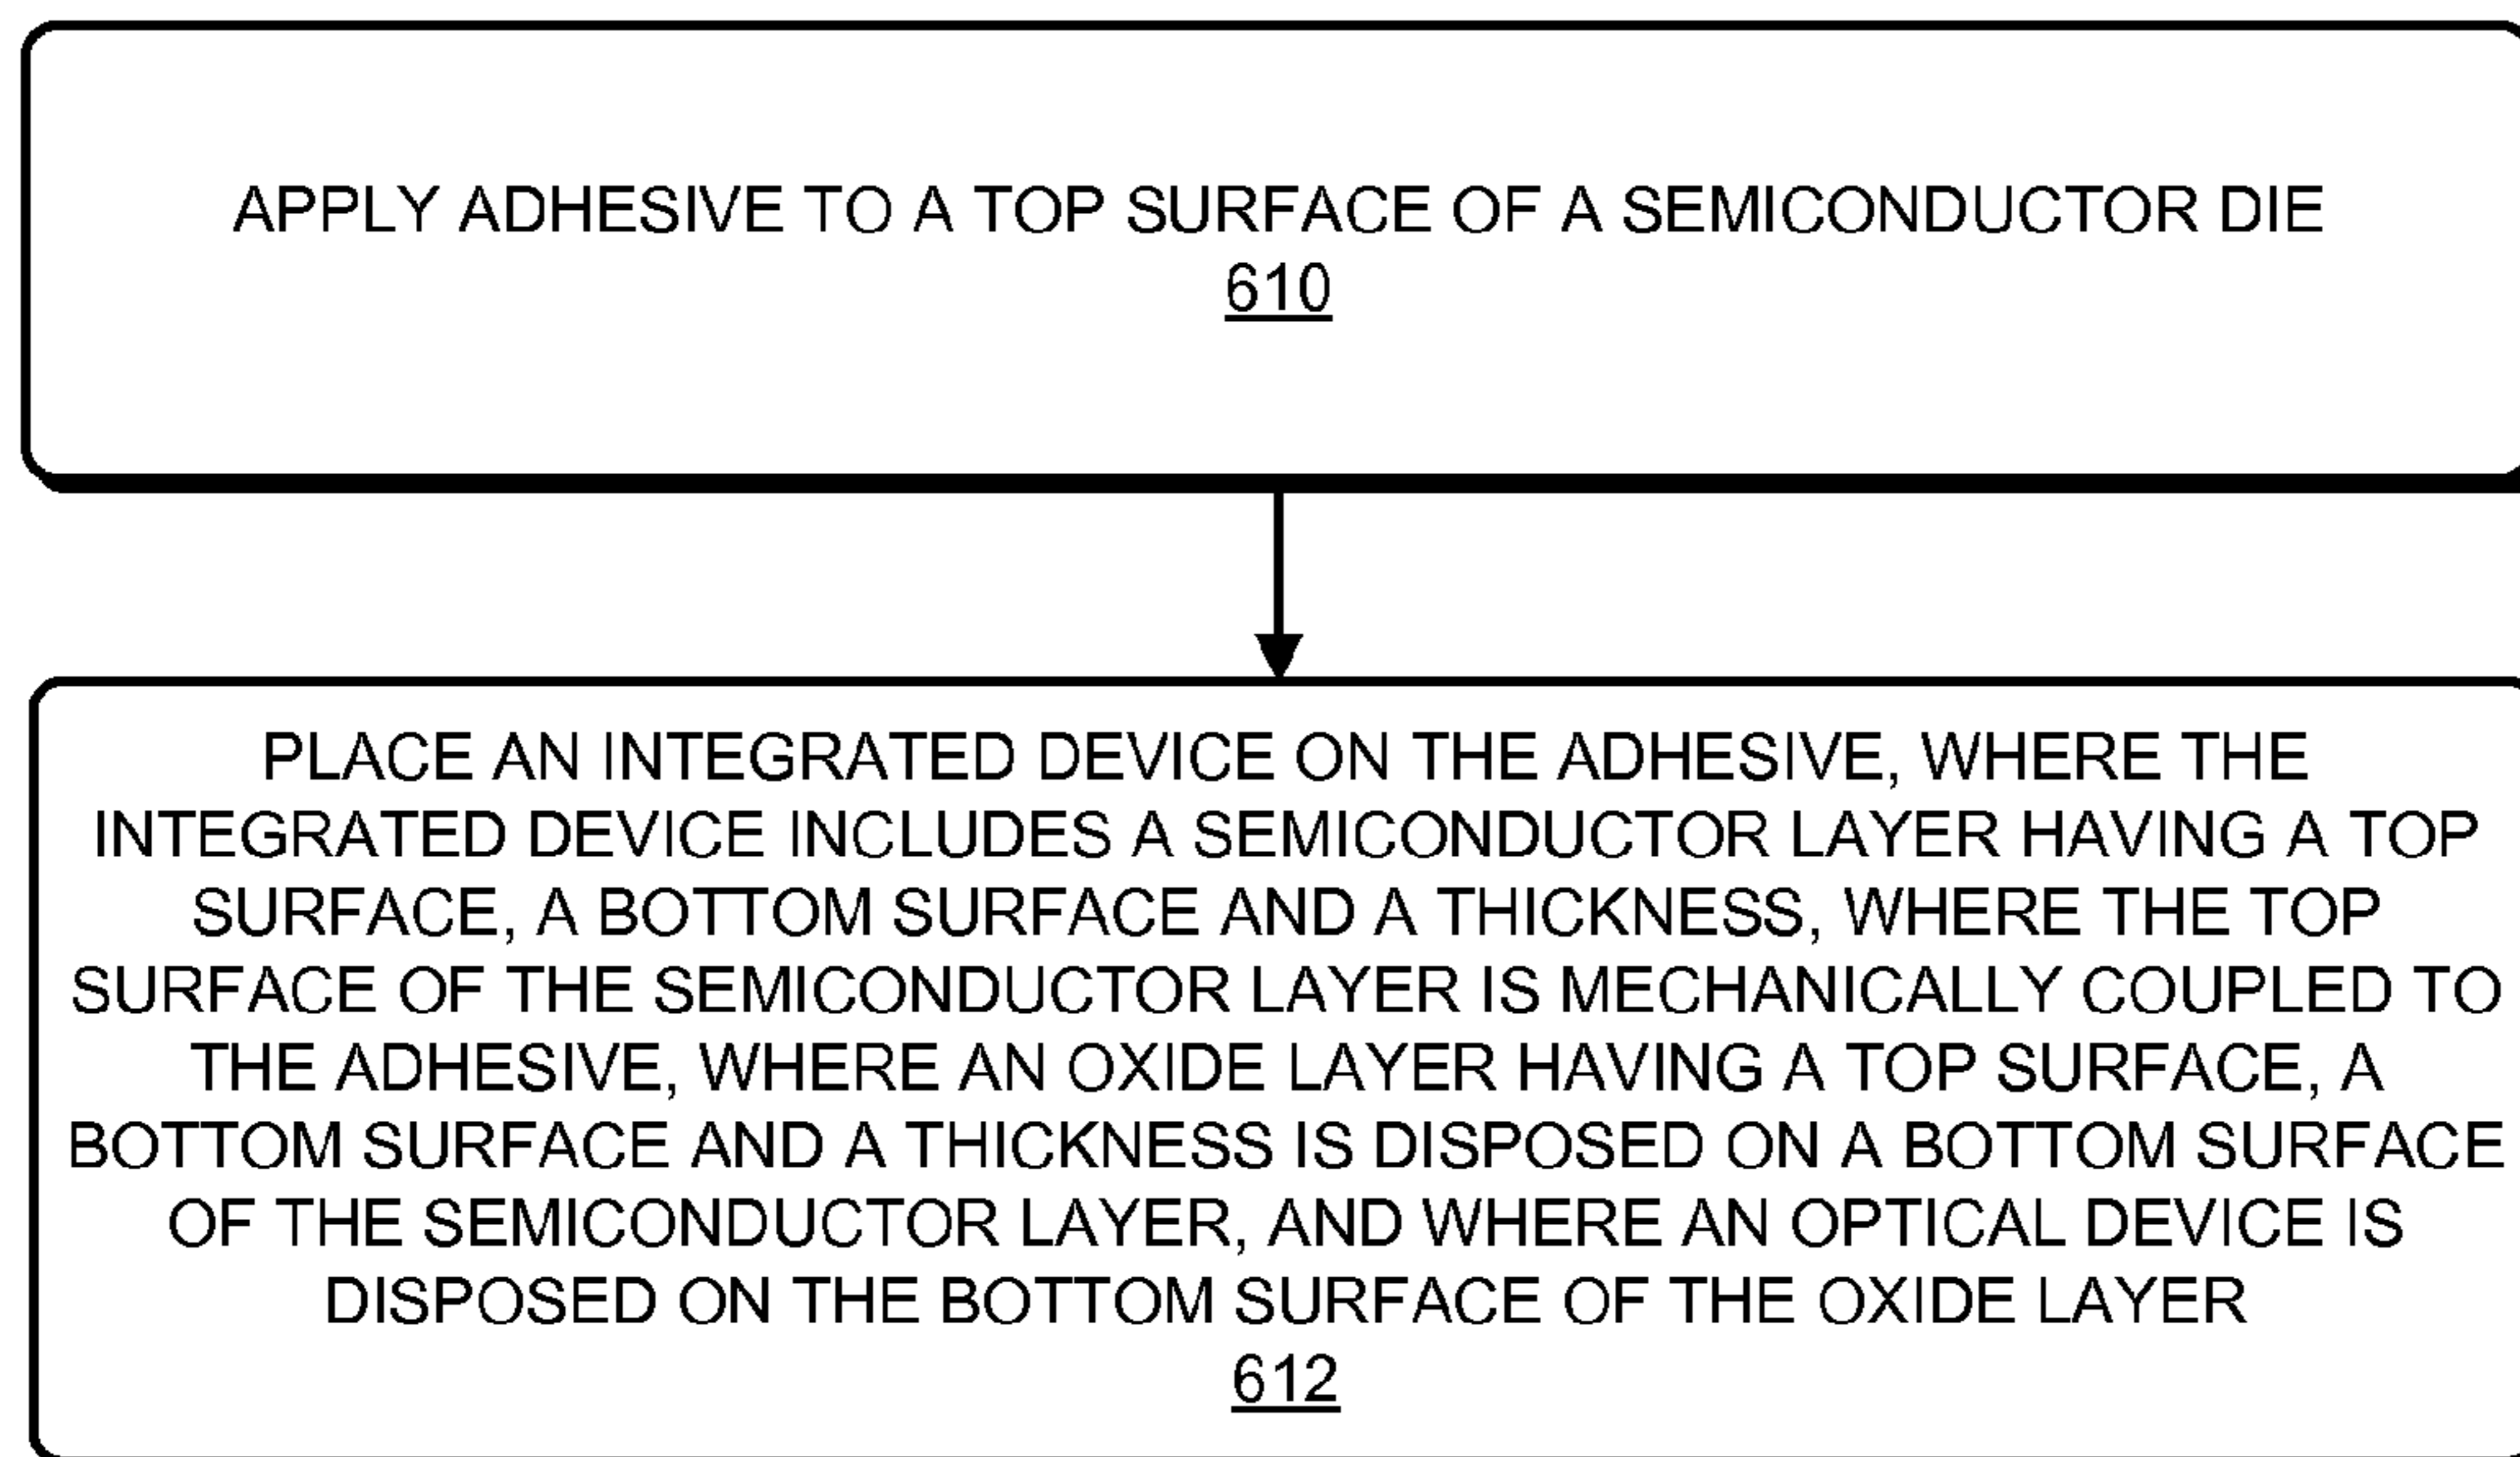 APPLY ADHESIVE TO A TOP SURFACE OF A SEMICONDUCTOR DIE
610
PLACE AN INTEGRATED DEVICE ON THE ADHESIVE, WHERE THE
INTEGRATED DEVICE INCLUDES A SEMICONDUCTOR LAYER HAVING A TOP
SURFACE, A BOTTOM SURFACE AND A THICKNESS, WHERE THE TOP
SURFACE OF THE SEMICONDUCTOR LAYER IS MECHANICALLY COUPLED TO
THE ADHESIVE, WHERE AN OXIDE LAYER HAVING A TOP SURFACE, A
BOTTOM SURFACE AND A THICKNESS IS DISPOSED ON A BOTTOM SURFACE
OF THE SEMICONDUCTOR LAYER, AND WHERE AN OPTICAL DEVICE IS
DISPOSED ON THE BOTTOM SURFACE OF THE OXIDE LAYER
612